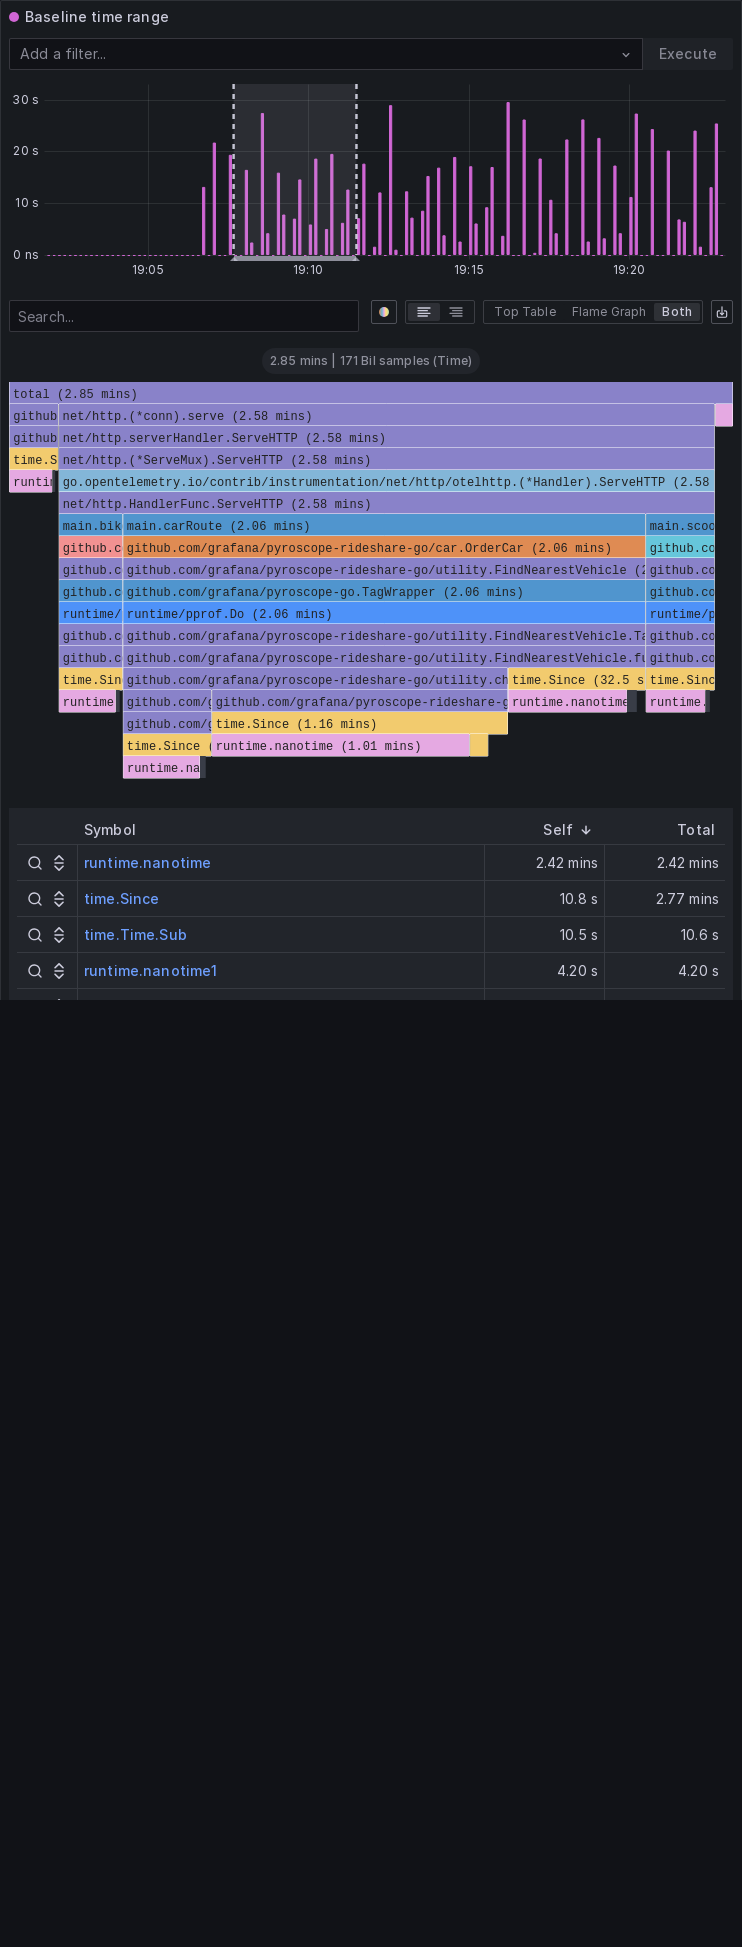 Baseline time range
Add a filter...
Execute
30 s
20 s
10 s
0 ns
19:05 19:10 19:15 19:20
Search...
Top Table Flame Graph Both
2.85 mins | 171 Bil samples (Time)
total (2.85 mins)
github net/http.(*conn).serve (2.58 mins)
github net/http.serverHandler.ServeHTTP (2.58 mins)
time.S net/http.(*ServeMux).ServeHTTP (2.58 mins)
runtim go.opentelemetry.io/contrib/instrumentation/net/http/otelhttp.(*Handler).ServeHTTP (2.58
net/http.HandlerFunc.ServeHTTP (2.58 mins)
main.bik main.carRoute (2.06 mins) main.scoo
github.c github.com/grafana/pyroscope-rideshare-go/car.OrderCar (2.06 mins) github.co
github.c github.com/grafana/pyroscope-rideshare-go/utility.FindNearestVehicle (2 github.co
github.c github.com/grafana/pyroscope-go.TagWrapper (2.06 mins) github.co
runtime/ runtime/pprof.Do (2.06 mins) runtime/p
github.c github.com/grafana/pyroscope-rideshare-go/utility.FindNearestVehicle.Ta github.co
github.c github.com/grafana/pyroscope-rideshare-go/utility.FindNearestVehicle.fu github.co
time.Sin github.com/grafana/pyroscope-rideshare-go/utility.ch time.Since (32.5 s time.Sinc
runtime github.com/g github.com/grafana/pyroscope-rideshare-g runtime.nanotime runtime.
github.com/g time.Since (1.16 mins)
time.Since ( runtime.nanotime (1.01 mins)
runtime.na
Symbol Self Total
runtime.nanotime 2.42 mins 2.42 mins
time.Since 10.8 s 2.77 mins
time.Time.Sub 10.5 s 10.6 s
runtime.nanotime1 4.20 s 4.20 s